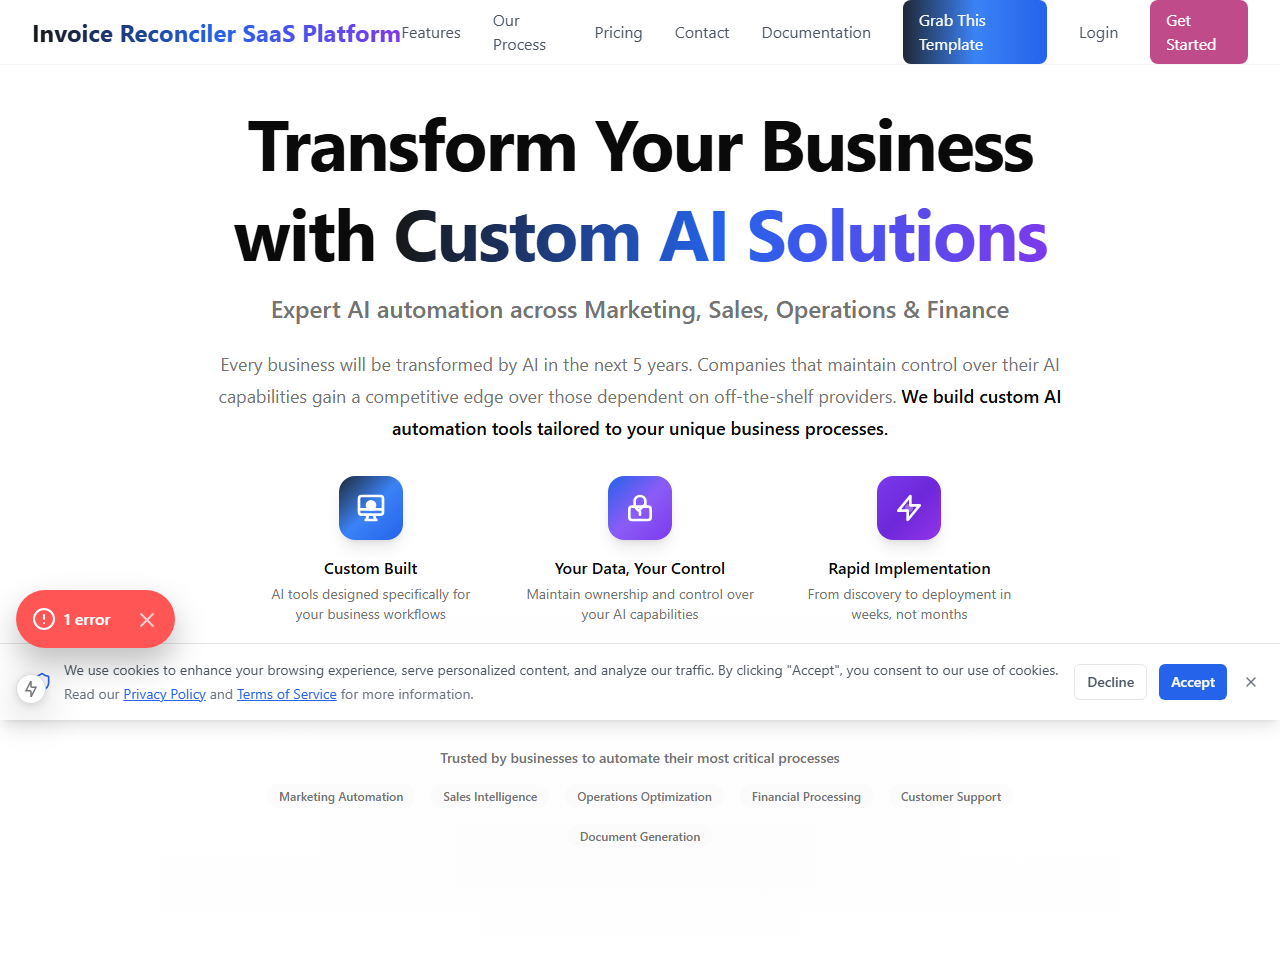 Invoice Reconciler SaaS Platform
Features
Our
Process
Pricing
Contact
Documentation
Grab This
Template
Login
Get
Started
Transform Your Business
with Custom AI Solutions
Expert AI automation across Marketing, Sales, Operations & Finance
Every business will be transformed by AI in the next 5 years. Companies that maintain control over their AI
capabilities gain a competitive edge over those dependent on off-the-shelf providers. We build custom AI
automation tools tailored to your unique business processes.
Custom Built
AI tools designed specifically for
your business workflows
Your Data, Your Control
Maintain ownership and control over
your AI capabilities
Rapid Implementation
From discovery to deployment in
weeks, not months
1 error
We use cookies to enhance your browsing experience, serve personalized content, and analyze our traffic. By clicking "Accept", you consent to our use of cookies.
Read our Privacy Policy and Terms of Service for more information.
Decline
Accept
Trusted by businesses to automate their most critical processes
Marketing Automation
Sales Intelligence
Operations Optimization
Financial Processing
Customer Support
Document Generation